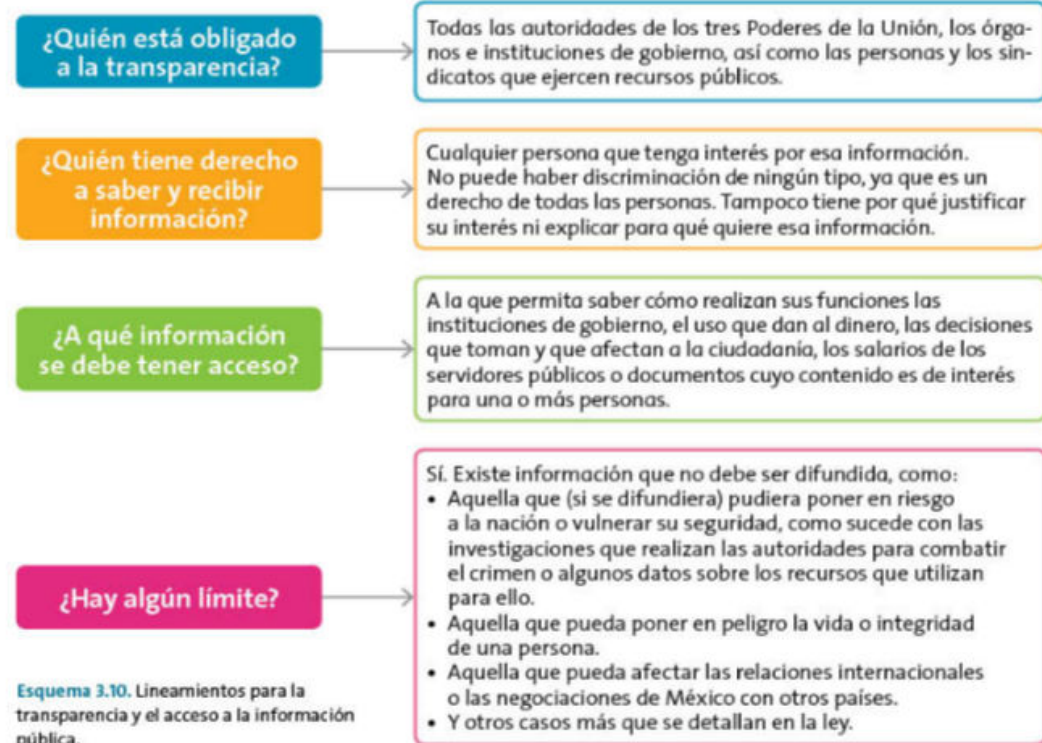 ¿Quién está obligado
a la transparencia?
Todas las autoridades de los tres Poderes de la Unión, los órga-
nos e instituciones de gobierno, así como las personas y los sin-
dicatos que ejercen recursos públicos.
¿Quién tiene derecho
a saber y recibir
información?
Cualquier persona que tenga interés por esa información.
No puede haber discriminación de ningún tipo, ya que es un
derecho de todas las personas. Tampoco tiene por qué justificar
su interés ni explicar para qué quiere esa información.
¿A qué información
se debe tener acceso?
A la que permita saber cómo realizan sus funciones las
instituciones de gobierno, el uso que dan al dinero, las decisiones
que toman y que afectan a la ciudadanía, los salarios de los
servidores públicos o documentos cuyo contenido es de interés
para una o más personas.
¿Hay algún límite?
Sí. Existe información que no debe ser difundida, como:
• Aquella que (si se difundiera) pudiera poner en riesgo
a la nación o vulnerar su seguridad, como sucede con las
investigaciones que realizan las autoridades para combatir
el crimen o algunos datos sobre los recursos que utilizan
para ello.
• Aquella que pueda poner en peligro la vida o integridad
de una persona.
• Aquella que pueda afectar las relaciones internacionales
o las negociaciones de México con otros países.
• Y otros casos más que se detallan en la ley.
Esquema 3.10. Lineamientos para la
transparencia y el acceso a la información
pública.